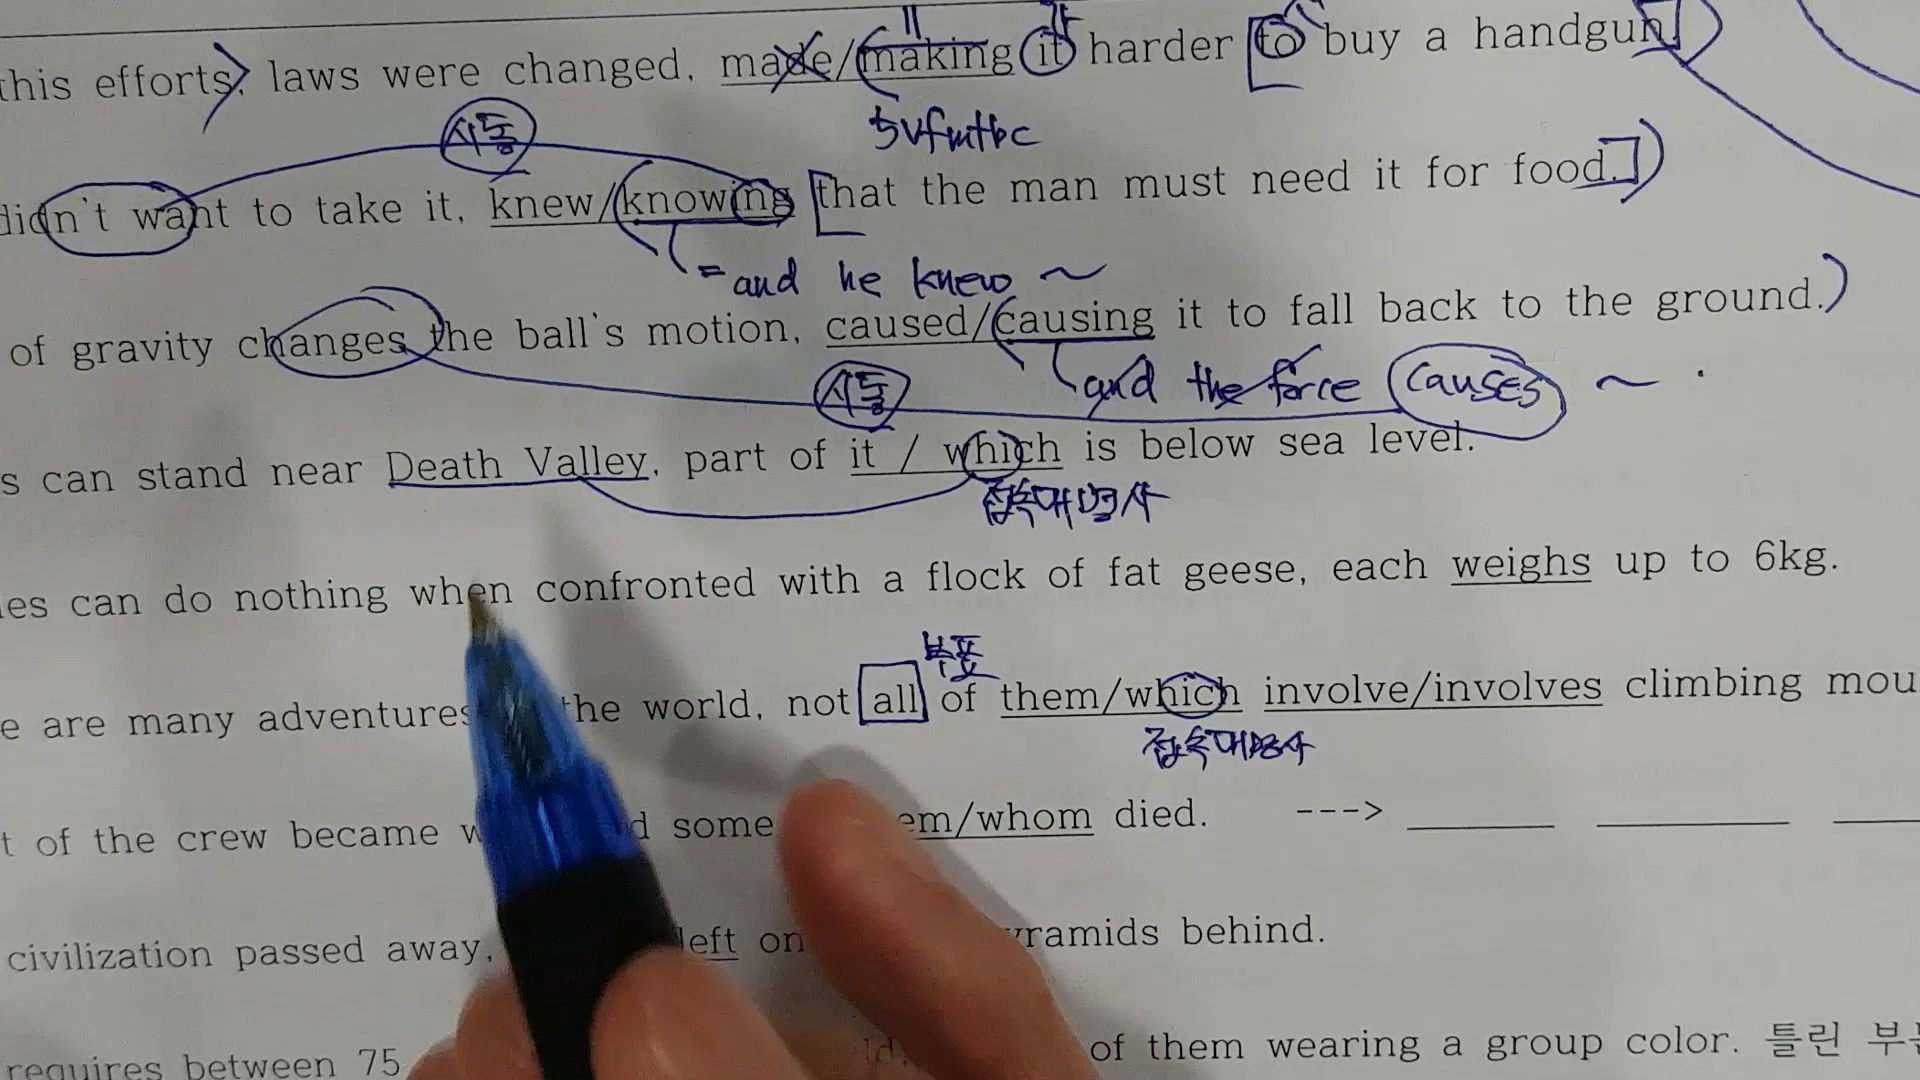 this efforts, laws were changed, made/making it harder to buy a handgun.
시동
5vfmtbc
didn't want to take it, knew/knowing that the man must need it for food.
= and he knew ~
of gravity changes the ball's motion, caused/causing it to fall back to the ground.
시동 and the force causes ~ .
s can stand near Death Valley, part of it / which is below sea level.
접속대명사
les can do nothing when confronted with a flock of fat geese, each weighs up to 6kg.
부표
e are many adventures the world, not all of them/which involve/involves climbing mou
접속대명사
t of the crew became some em/whom died. ---> 
civilization passed away, left on ramids behind.
requires between 75 of them wearing a group color. 틀린